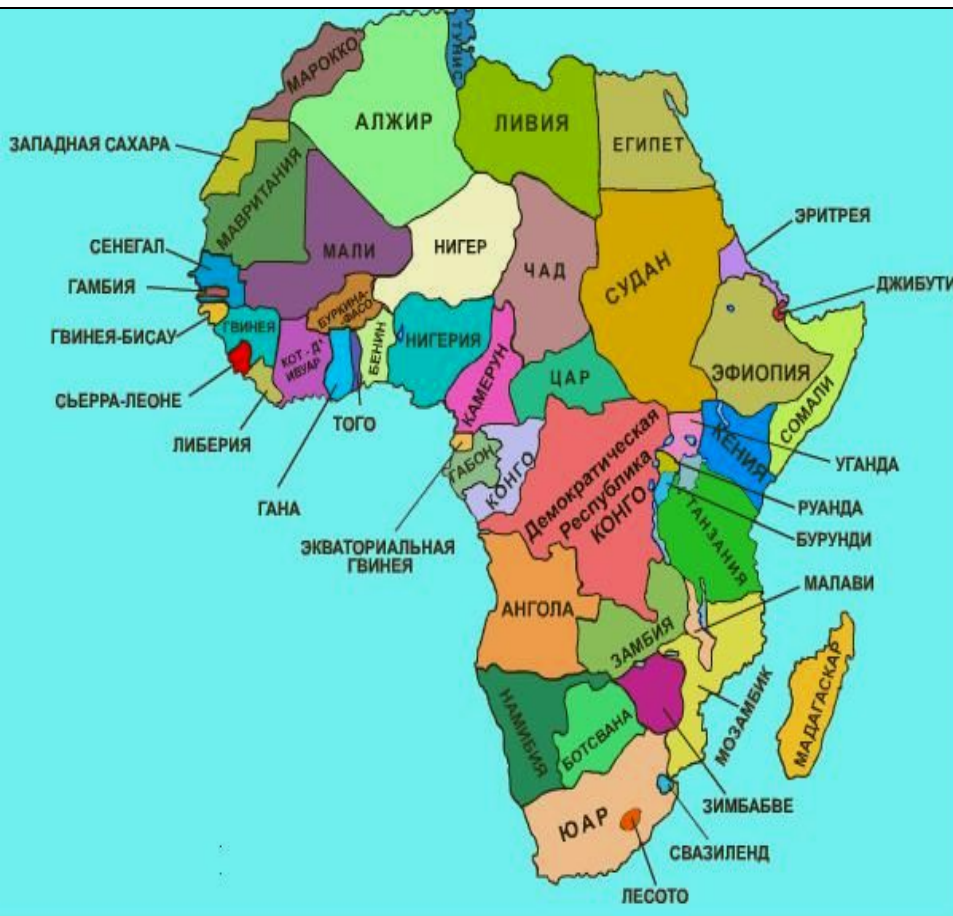 ТУНИС
МАРОККО
АЛЖИР
ЛИВИЯ
ЕГИПЕТ
ЗАПАДНАЯ САХАРА
МАВРИТАНИЯ
МАЛИ
НИГЕР
ЧАД
СУДАН
ЭРИТРЕЯ
СЕНЕГАЛ
ГАМБИЯ
ДЖИБУТИ
БУРКИНА-
ФАСО
ГВИНЕЯ-БИСАУ
ГВИНЕЯ
КОТ - Д'
ИВУАР
БЕНИН
НИГЕРИЯ
КАМЕРУН
ЦАР
ЭФИОПИЯ
СОМАЛИ
СЬЕРРА-ЛЕОНЕ
ЛИБЕРИЯ
ТОГО
ГАНА
ГАБОН
КОНГО
Демократическая
Республика
КОНГО
КЕНИЯ
УГАНДА
РУАНДА
БУРУНДИ
ТАНЗАНИЯ
ЭКВАТОРИАЛЬНАЯ
ГВИНЕЯ
МАЛАВИ
АНГОЛА
ЗАМБИЯ
МОЗАМБИК
МАДАГАСКАР
НАМИБИЯ
БОТСВАНА
ЗИМБАБВЕ
ЮАР
СВАЗИЛЕНД
ЛЕСОТО